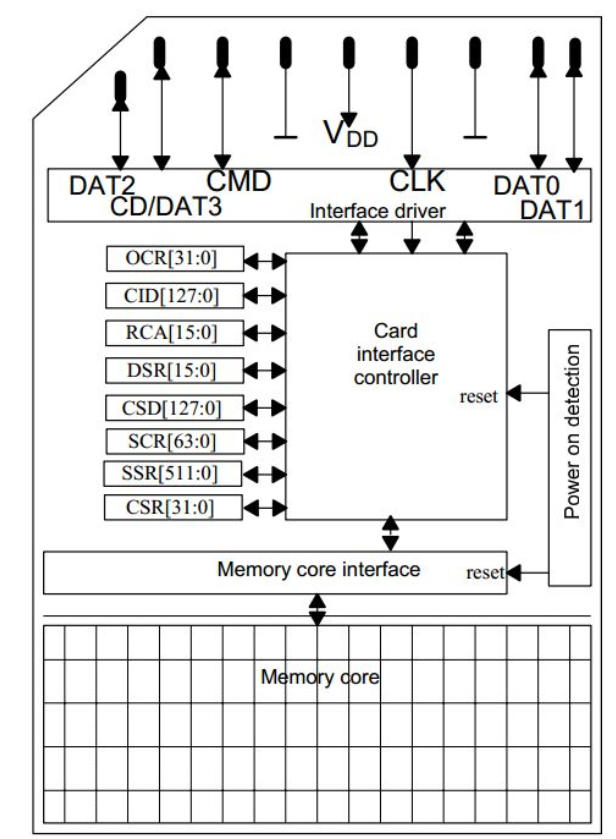 V_DD
DAT2 CMD CLK DAT0
CD/DAT3 Interface driver DAT1
OCR[31:0]
CID[127:0]
RCA[15:0]
DSR[15:0]
CSD[127:0]
SCR[63:0]
SSR[511:0]
CSR[31:0]
Card
interface
controller
reset
Power on detection
Memory core interface reset
Memory core